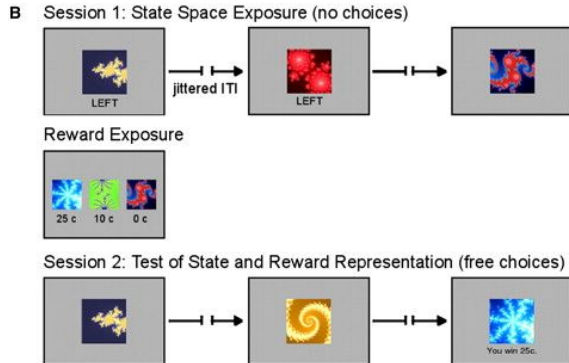 B Session 1: State Space Exposure (no choices)
LEFT
jittered ITI
LEFT
Reward Exposure
25 c 10 c 0 c
Session 2: Test of State and Reward Representation (free choices)
You win 25c.